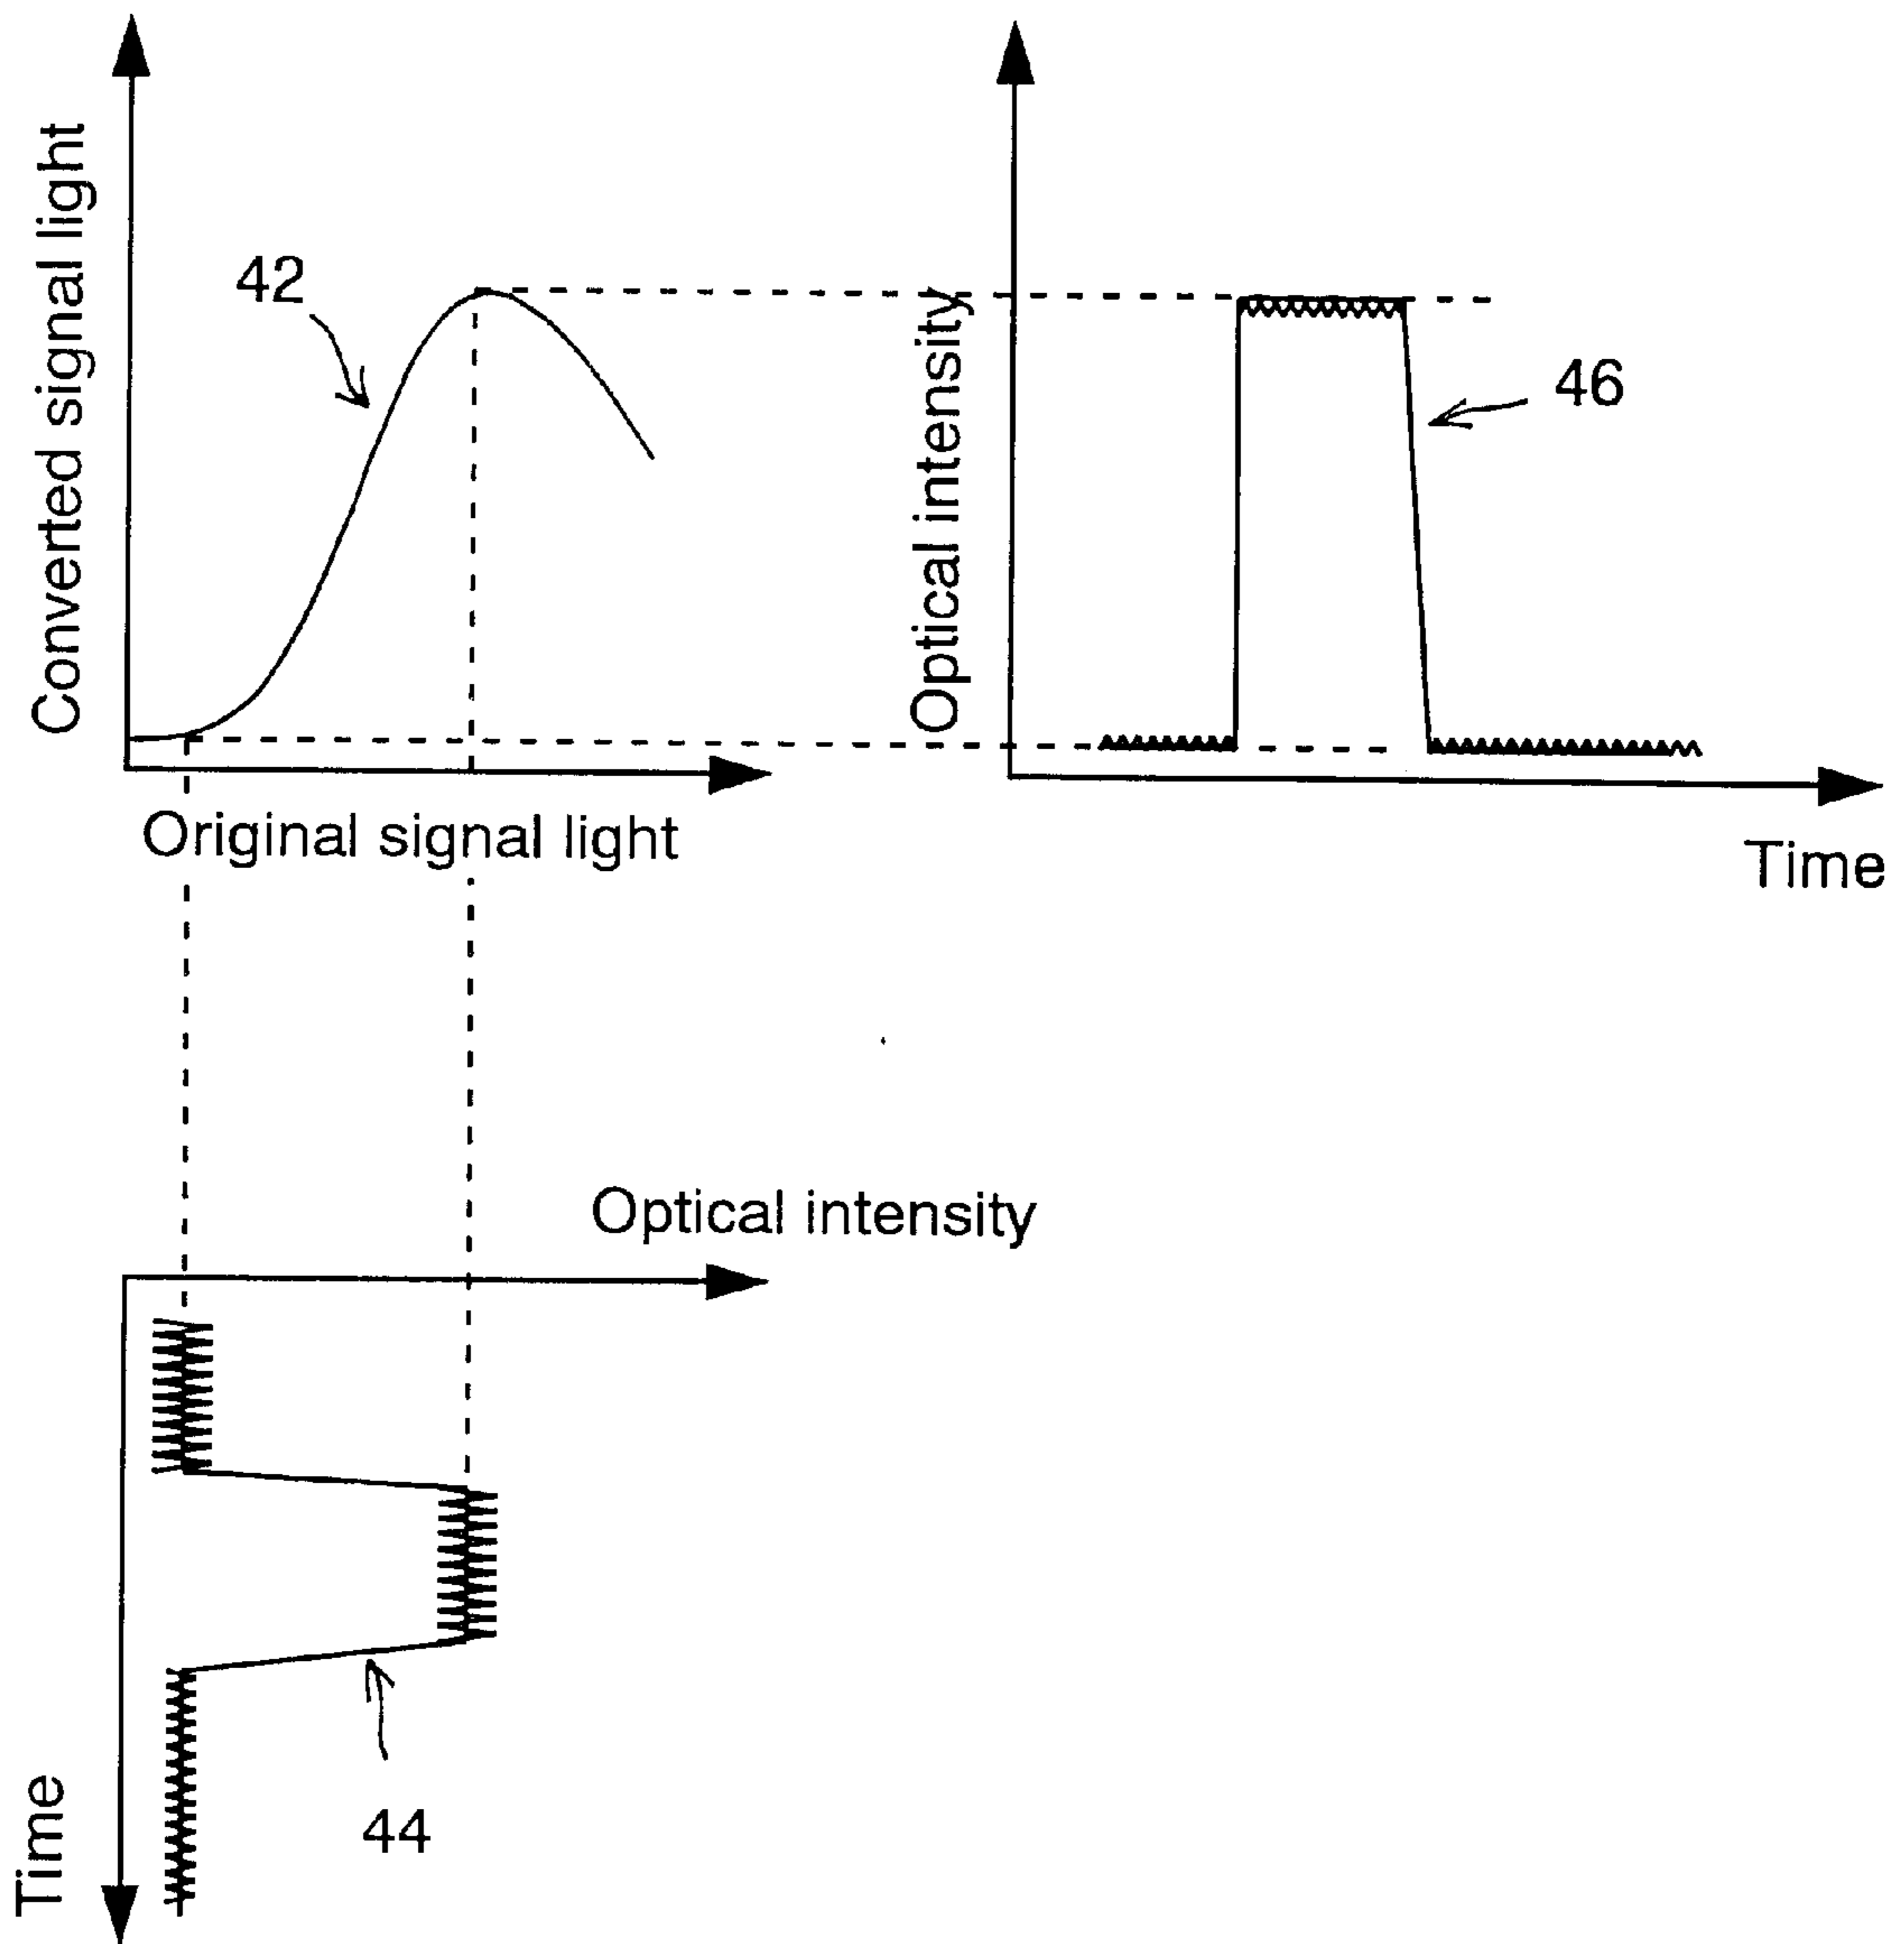 Converted signal light
42
Original signal light
Optical intensity
46
Time
Optical intensity
44
Time